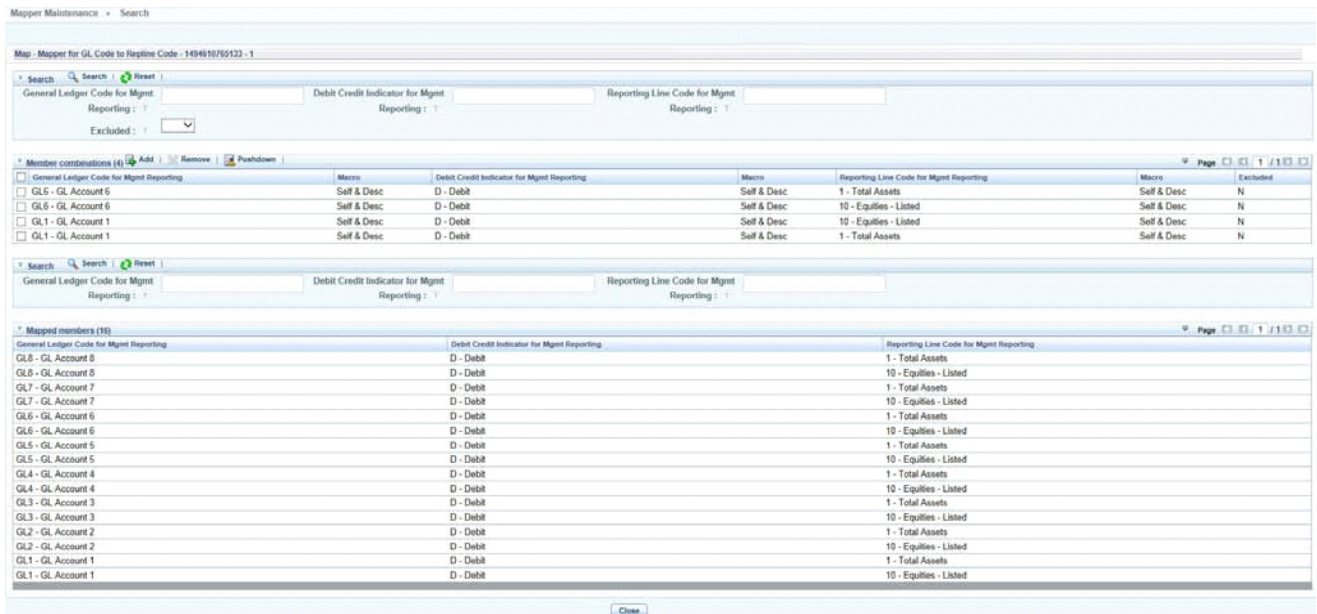 Mapper Maintenance » Search
Map - Mapper for GL Code to Repline Code - 1494610765133 - 1
Search Search | Reset |
General Ledger Code for Mgmt Reporting : ? Debit Credit Indicator for Mgmt Reporting : ? Reporting Line Code for Mgmt Reporting : ?
Excluded : ?
Member combinations (4) Add | Remove | Pushdown | Page 1 / 1
General Ledger Code for Mgmt Reporting Macro Debit Credit Indicator for Mgmt Reporting Macro Reporting Line Code for Mgmt Reporting Macro Excluded
GL6 - GL Account 6 Self & Desc D - Debit Self & Desc 1 - Total Assets Self & Desc N
GL6 - GL Account 6 Self & Desc D - Debit Self & Desc 10 - Equities - Listed Self & Desc N
GL1 - GL Account 1 Self & Desc D - Debit Self & Desc 10 - Equities - Listed Self & Desc N
GL1 - GL Account 1 Self & Desc D - Debit Self & Desc 1 - Total Assets Self & Desc N
Search Search | Reset |
General Ledger Code for Mgmt Reporting : ? Debit Credit Indicator for Mgmt Reporting : ? Reporting Line Code for Mgmt Reporting : ?
Mapped members (16) Page 1 / 1
General Ledger Code for Mgmt Reporting Debit Credit Indicator for Mgmt Reporting Reporting Line Code for Mgmt Reporting
GL8 - GL Account 8 D - Debit 1 - Total Assets
GL8 - GL Account 8 D - Debit 10 - Equities - Listed
GL7 - GL Account 7 D - Debit 1 - Total Assets
GL7 - GL Account 7 D - Debit 10 - Equities - Listed
GL6 - GL Account 6 D - Debit 1 - Total Assets
GL6 - GL Account 6 D - Debit 10 - Equities - Listed
GL5 - GL Account 5 D - Debit 1 - Total Assets
GL5 - GL Account 5 D - Debit 10 - Equities - Listed
GL4 - GL Account 4 D - Debit 1 - Total Assets
GL4 - GL Account 4 D - Debit 10 - Equities - Listed
GL3 - GL Account 3 D - Debit 1 - Total Assets
GL3 - GL Account 3 D - Debit 10 - Equities - Listed
GL2 - GL Account 2 D - Debit 1 - Total Assets
GL2 - GL Account 2 D - Debit 10 - Equities - Listed
GL1 - GL Account 1 D - Debit 1 - Total Assets
GL1 - GL Account 1 D - Debit 10 - Equities - Listed
Close